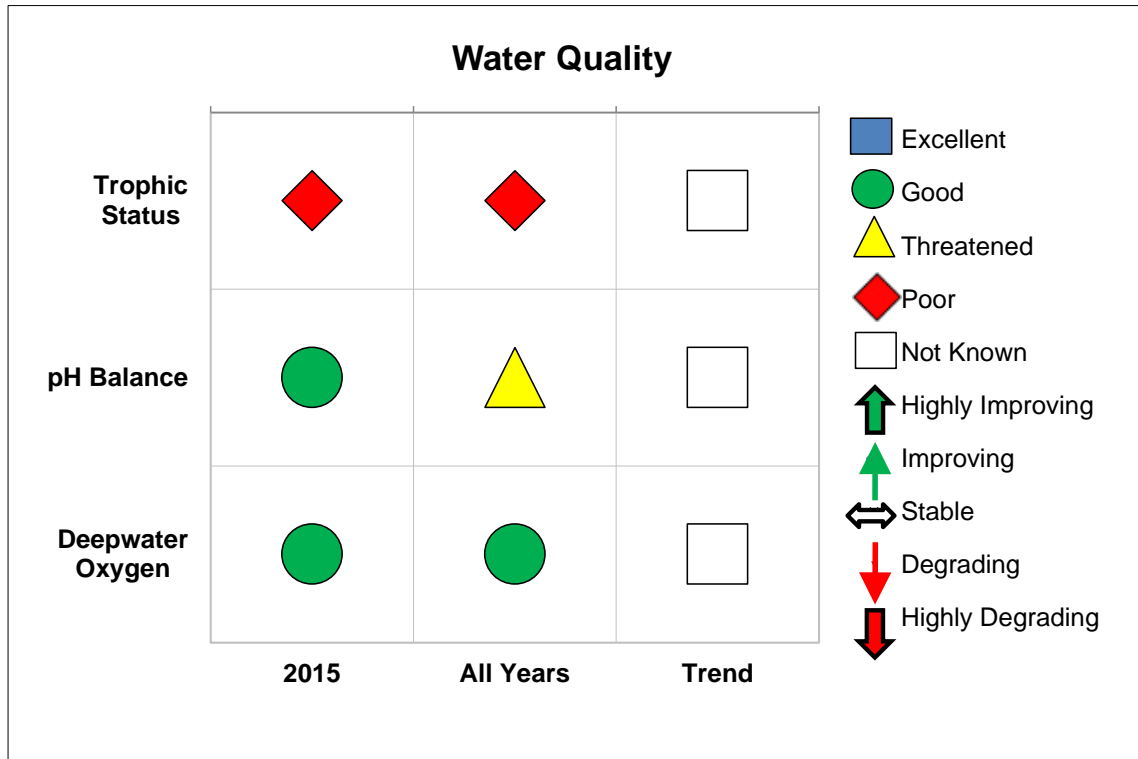 Water Quality
Trophic
Status
pH Balance
Deepwater
Oxygen
2015
All Years
Trend
Excellent
Good
Threatened
Poor
Not Known
Highly Improving
Improving
Stable
Degrading
Highly Degrading